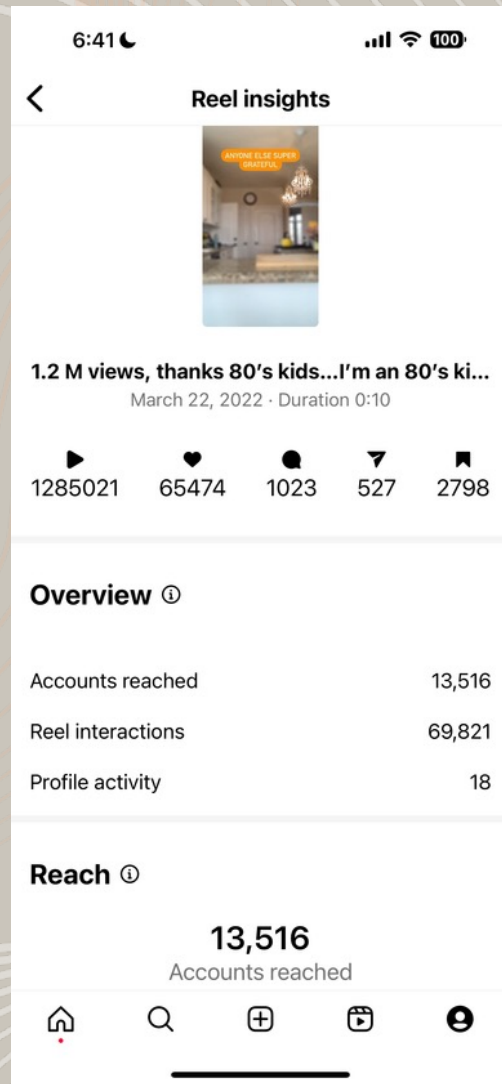 6:41
100
Reel insights
ANYONE ELSE SUPER
GRATEFUL
1.2 M views, thanks 80's kids...I'm an 80's ki...
March 22, 2022 · Duration 0:10
1285021 65474 1023 527 2798
Overview
Accounts reached 13,516
Reel interactions 69,821
Profile activity 18
Reach
13,516
Accounts reached